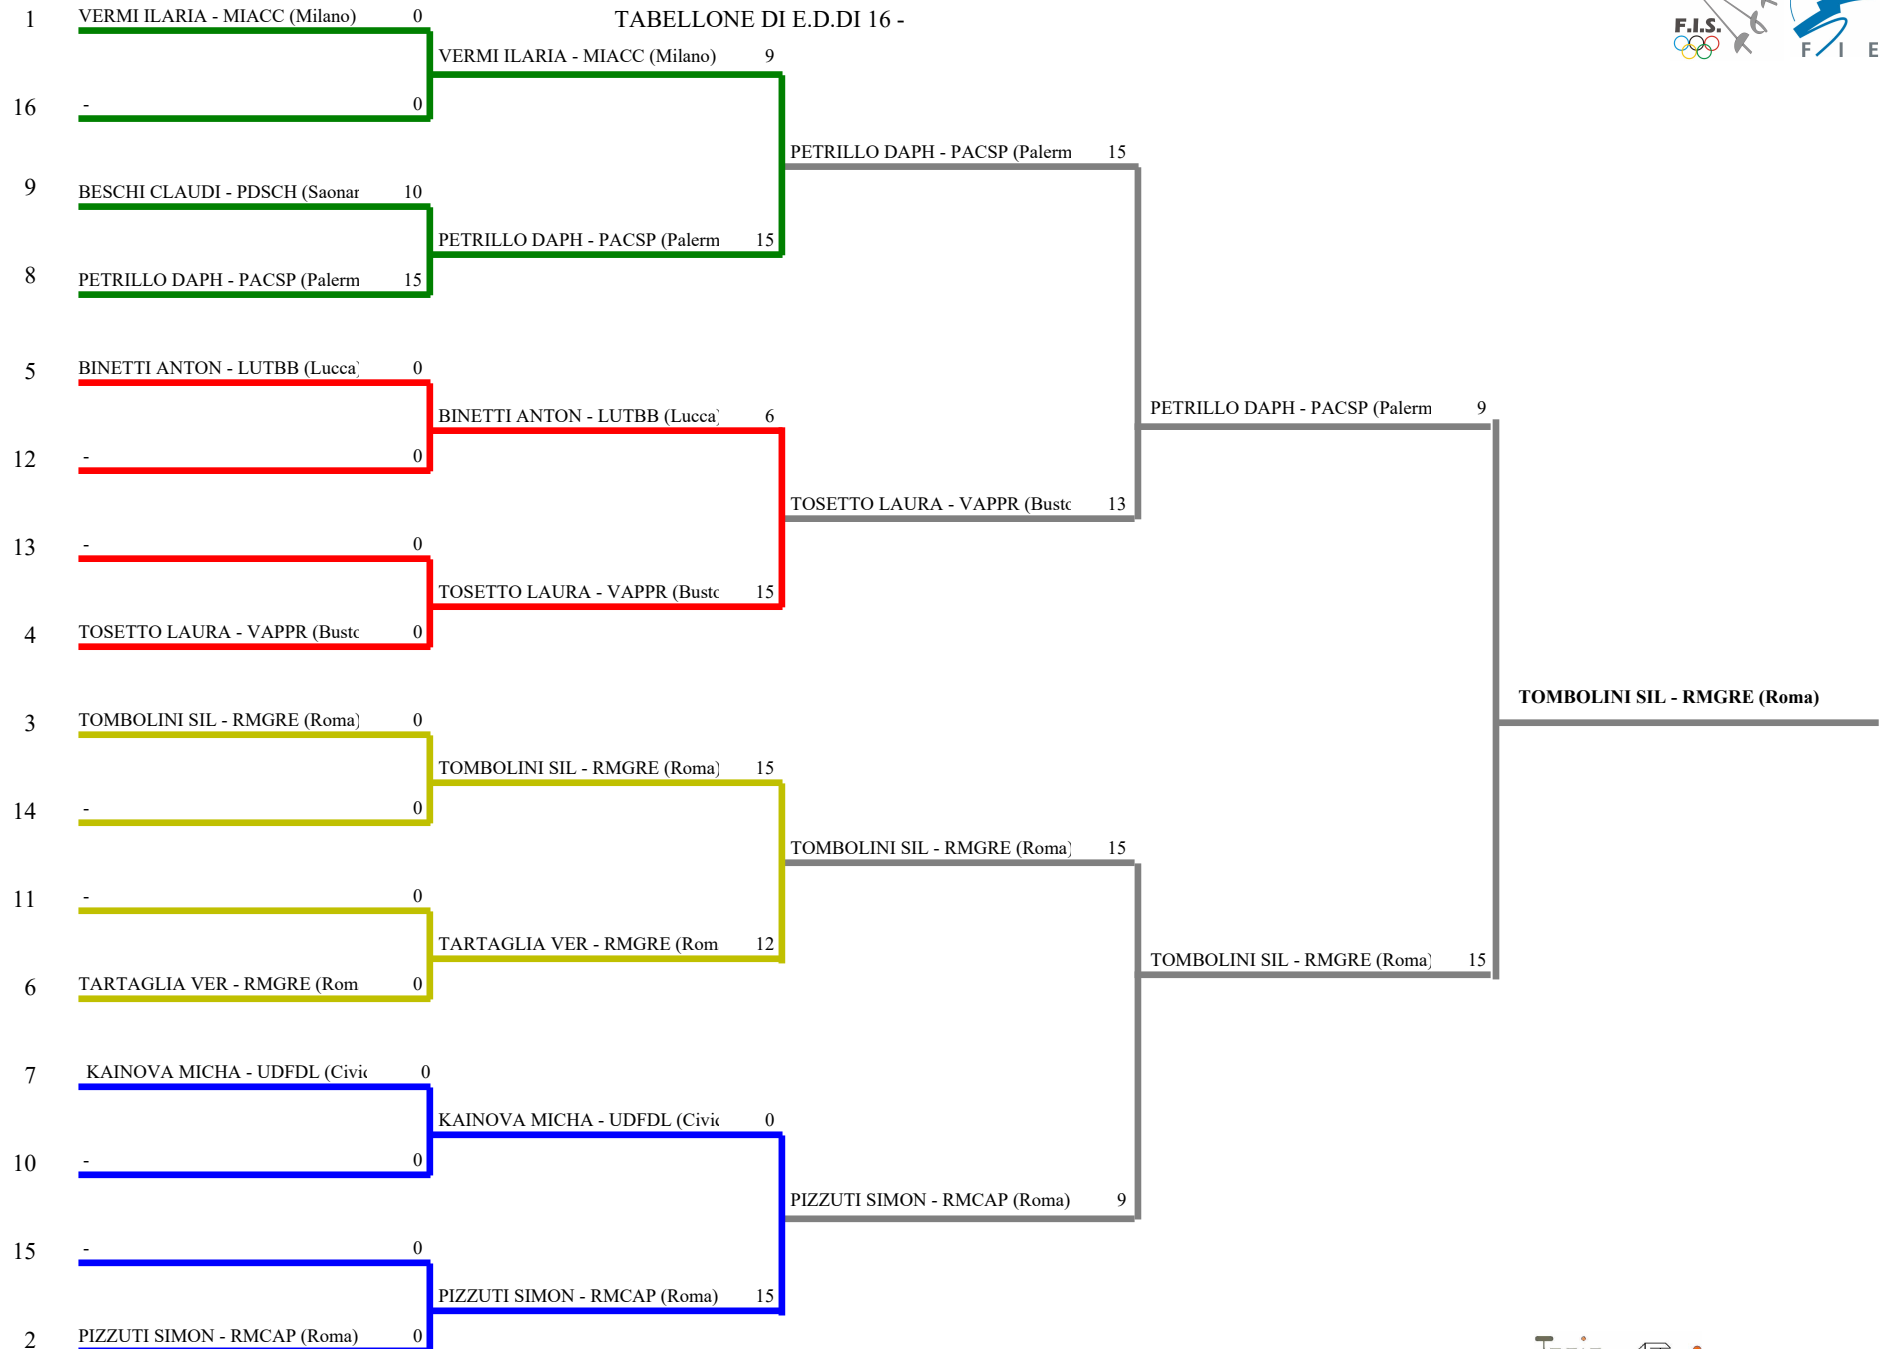 TABELLONE DI E.D.DI 16 -
F.I.S.
F I E
1 VERMI ILARIA - MIACC (Milano) 0
VERMI ILARIA - MIACC (Milano) 9
16 - 0
PETRILLO DAPH - PACSP (Palerm 15
9 BESCHI CLAUDI - PDSCH (Saonar 10
PETRILLO DAPH - PACSP (Palerm 15
8 PETRILLO DAPH - PACSP (Palerm 15
5 BINETTI ANTON - LUTBB (Lucca) 0
PETRILLO DAPH - PACSP (Palerm 9
BINETTI ANTON - LUTBB (Lucca) 6
12 - 0
TOSETTO LAURA - VAPPR (Busto 13
13 - 0
TOSETTO LAURA - VAPPR (Busto 15
4 TOSETTO LAURA - VAPPR (Busto 0
TOMBOLINI SIL - RMGRE (Roma)
3 TOMBOLINI SIL - RMGRE (Roma) 0
TOMBOLINI SIL - RMGRE (Roma) 15
14 - 0
TOMBOLINI SIL - RMGRE (Roma) 15
11 - 0
TARTAGLIA VER - RMGRE (Rom 12
TOMBOLINI SIL - RMGRE (Roma) 15
6 TARTAGLIA VER - RMGRE (Rom 0
7 KAINOVA MICHA - UDFDL (Civic 0
KAINOVA MICHA - UDFDL (Civic 0
10 - 0
PIZZUTI SIMON - RMCAP (Roma) 9
15 - 0
PIZZUTI SIMON - RMCAP (Roma) 15
2 PIZZUTI SIMON - RMCAP (Roma) 0